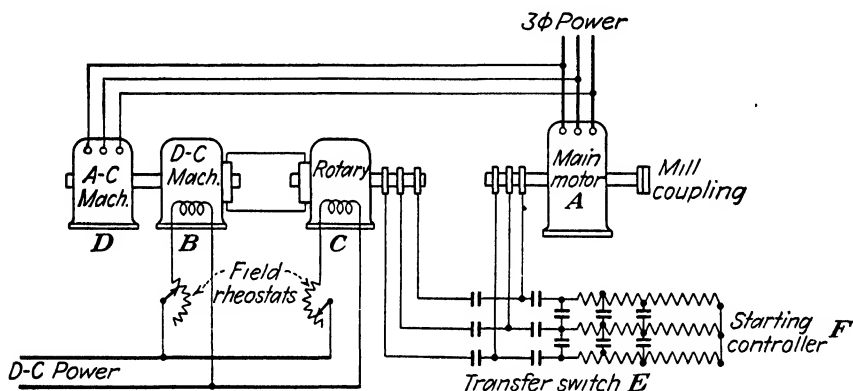 3ϕ Power
A-C
Mach.
D
D-C
Mach.
B
Rotary
C
Main
motor
A
Mill
coupling
Field
rheostats
D-C Power
Transfer switch E
Starting
controller F